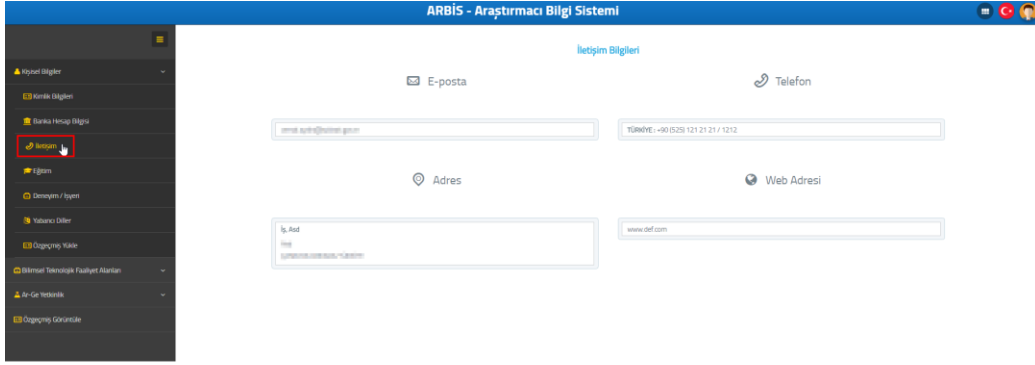 ARBİS - Araştırmacı Bilgi Sistemi
İletişim Bilgileri
Kişisel Bilgiler
Kimlik Bilgileri
Banka Hesap Bilgisi
İletişim
Eğitim
Deneyim / İşyeri
Yabancı Diller
Özgeçmiş Yükle
Bilimsel Teknolojik Faaliyet Alanları
Ar-Ge Yetkinlik
Özgeçmiş Görüntüle
E-posta
Telefon
TÜRKİYE : +90 (525) 121 21 21 / 1212
Adres
Web Adresi
İş, Asd
www.def.com